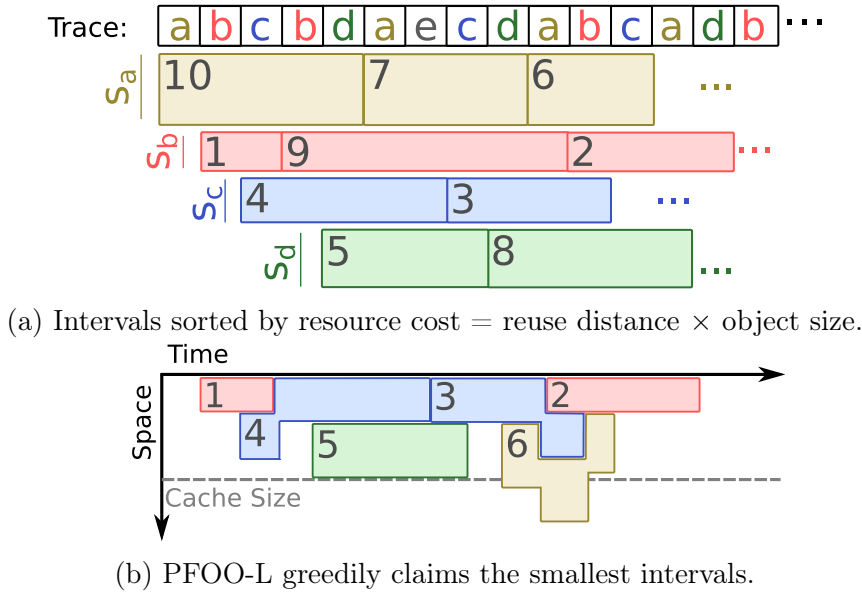 Trace: a b c b d a e c d a b c a d b ...
Sa 10 7 6 ...
Sb 1 9 2 ...
Sc 4 3 ...
Sd 5 8 ...
(a) Intervals sorted by resource cost = reuse distance × object size.
Time
Space
1 3 2
4 5 6
Cache Size
(b) PFOO-L greedily claims the smallest intervals.